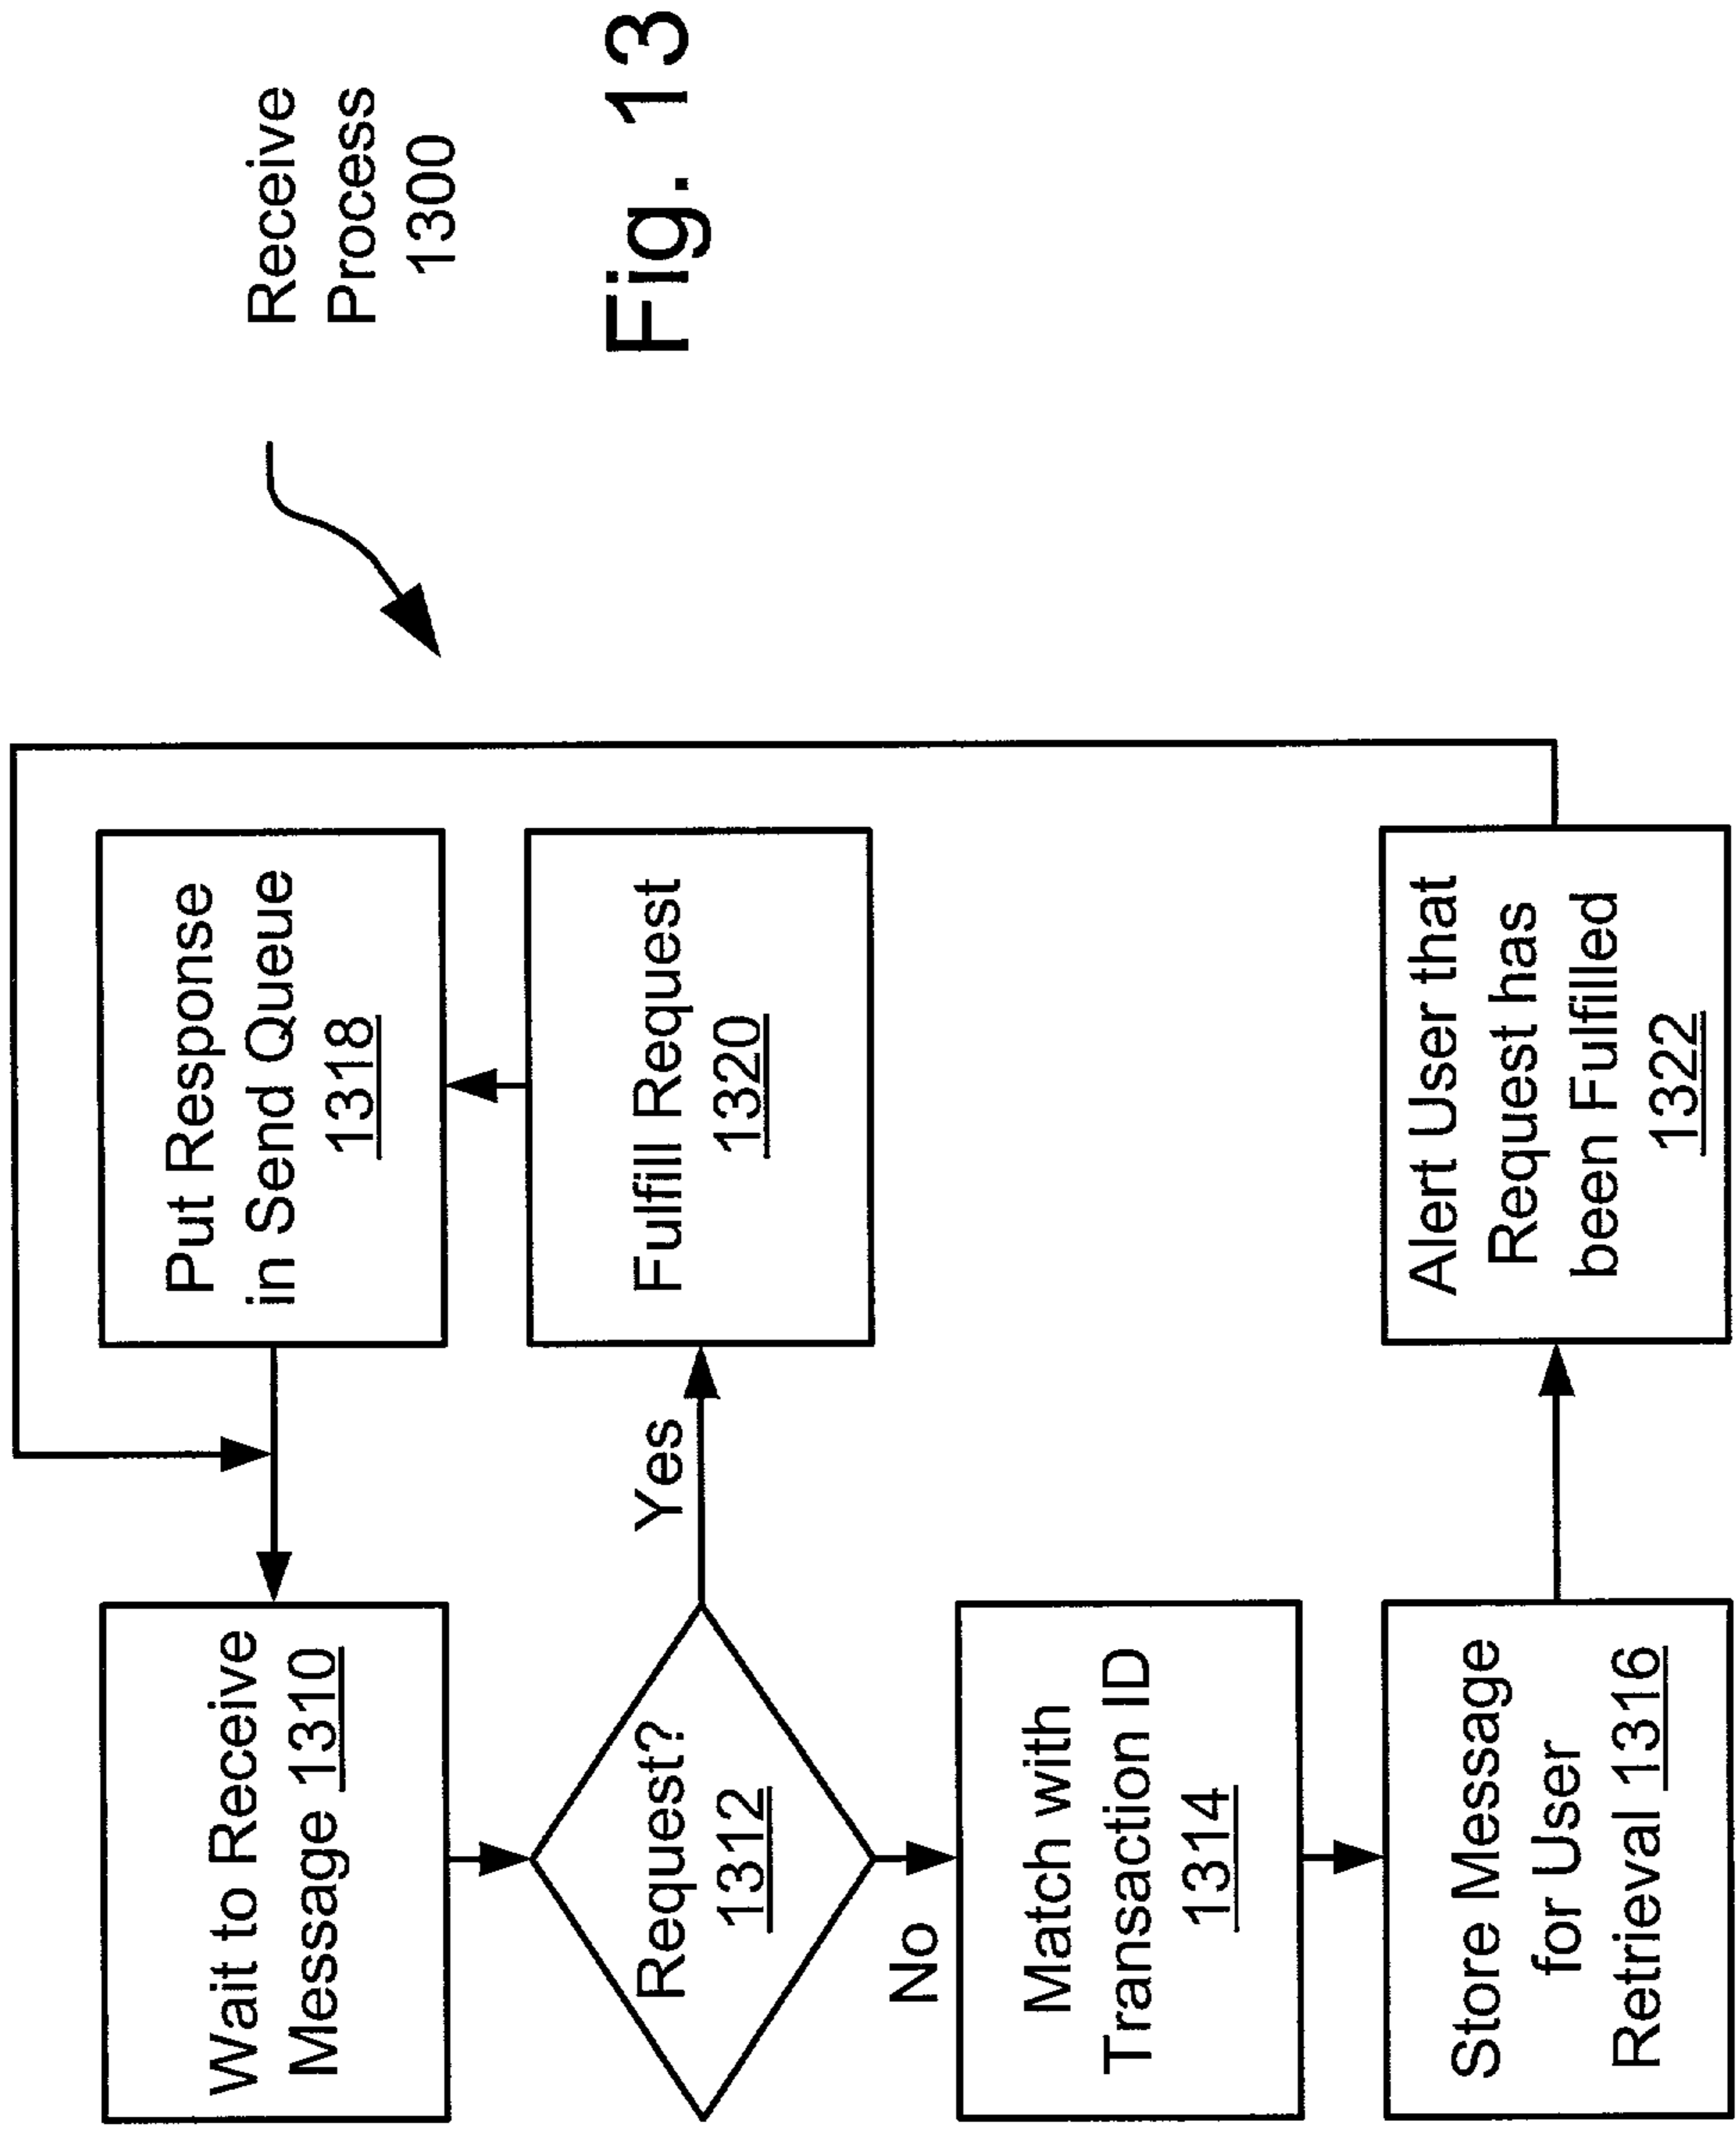 Wait to Receive
Message 1310
Request?
1312
Yes
No
Match with
Transaction ID
1314
Store Message
for User
Retrieval 1316
Put Response
in Send Queue
1318
Fulfill Request
1320
Alert User that
Request has
been Fulfilled
1322
Receive
Process
1300
Fig. 13